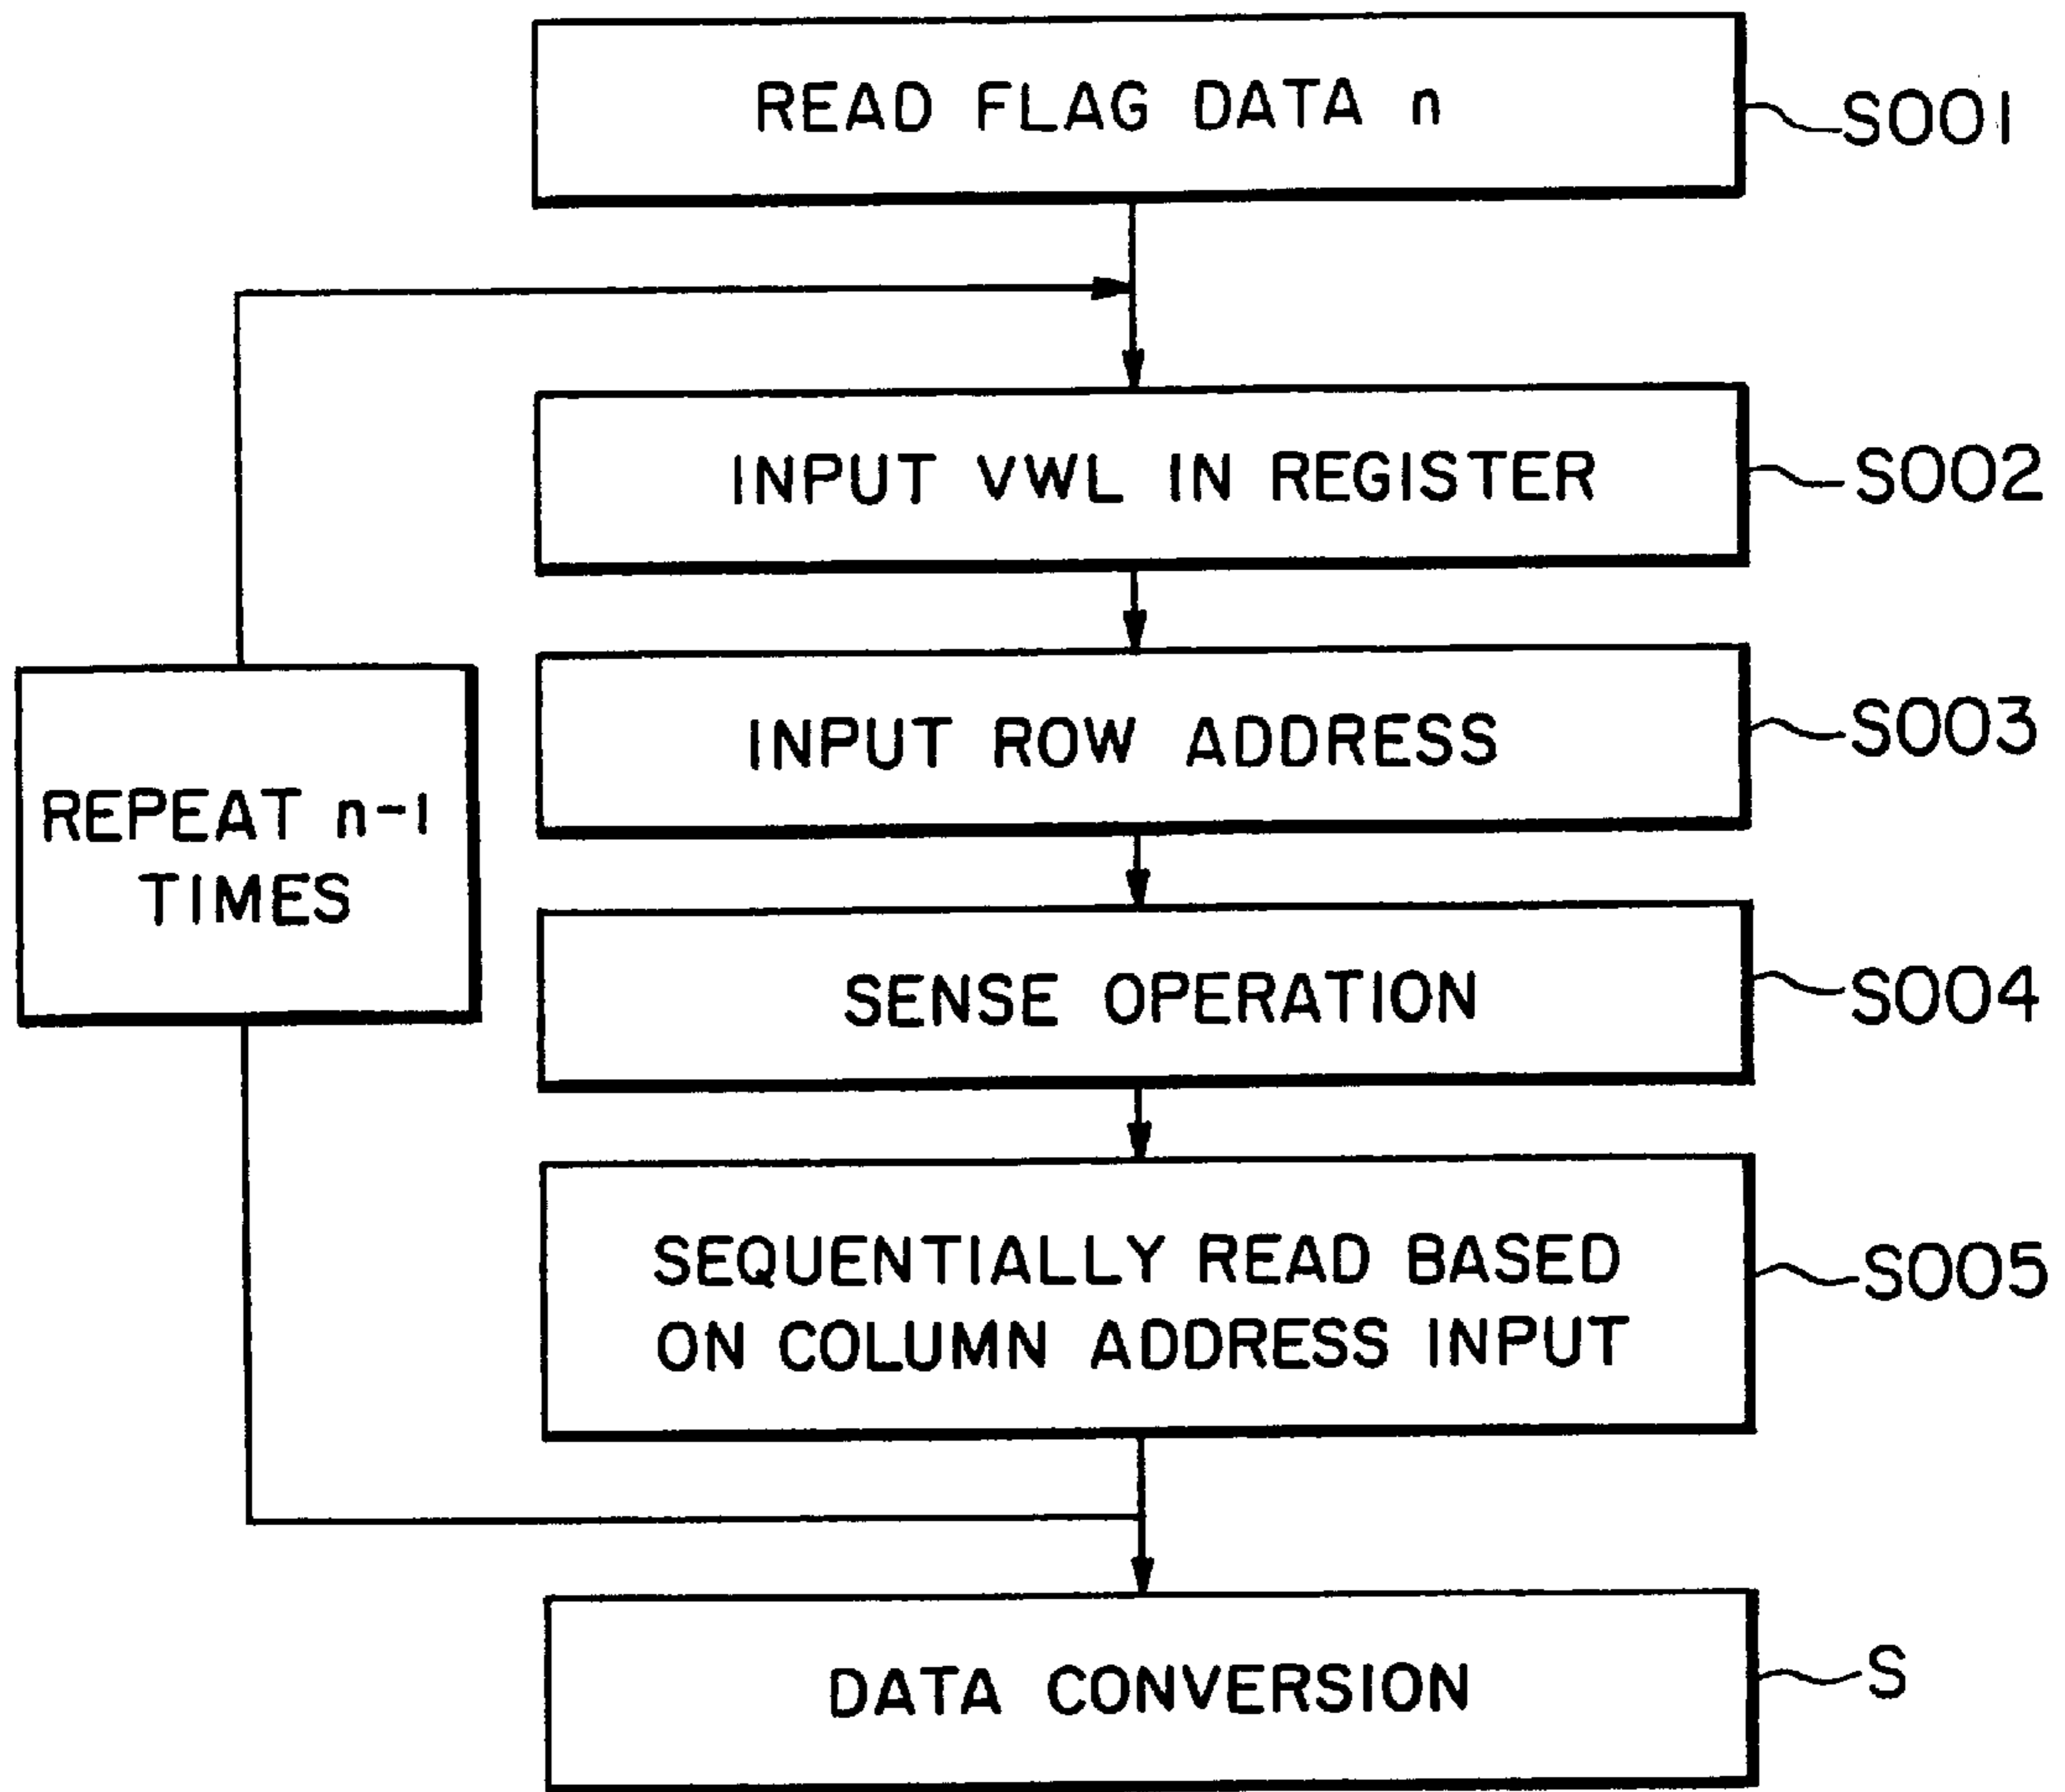 READ FLAG DATA n
S001
INPUT VWL IN REGISTER
S002
INPUT ROW ADDRESS
S003
REPEAT n-1
TIMES
SENSE OPERATION
S004
SEQUENTIALLY READ BASED
ON COLUMN ADDRESS INPUT
S005
DATA CONVERSION
S